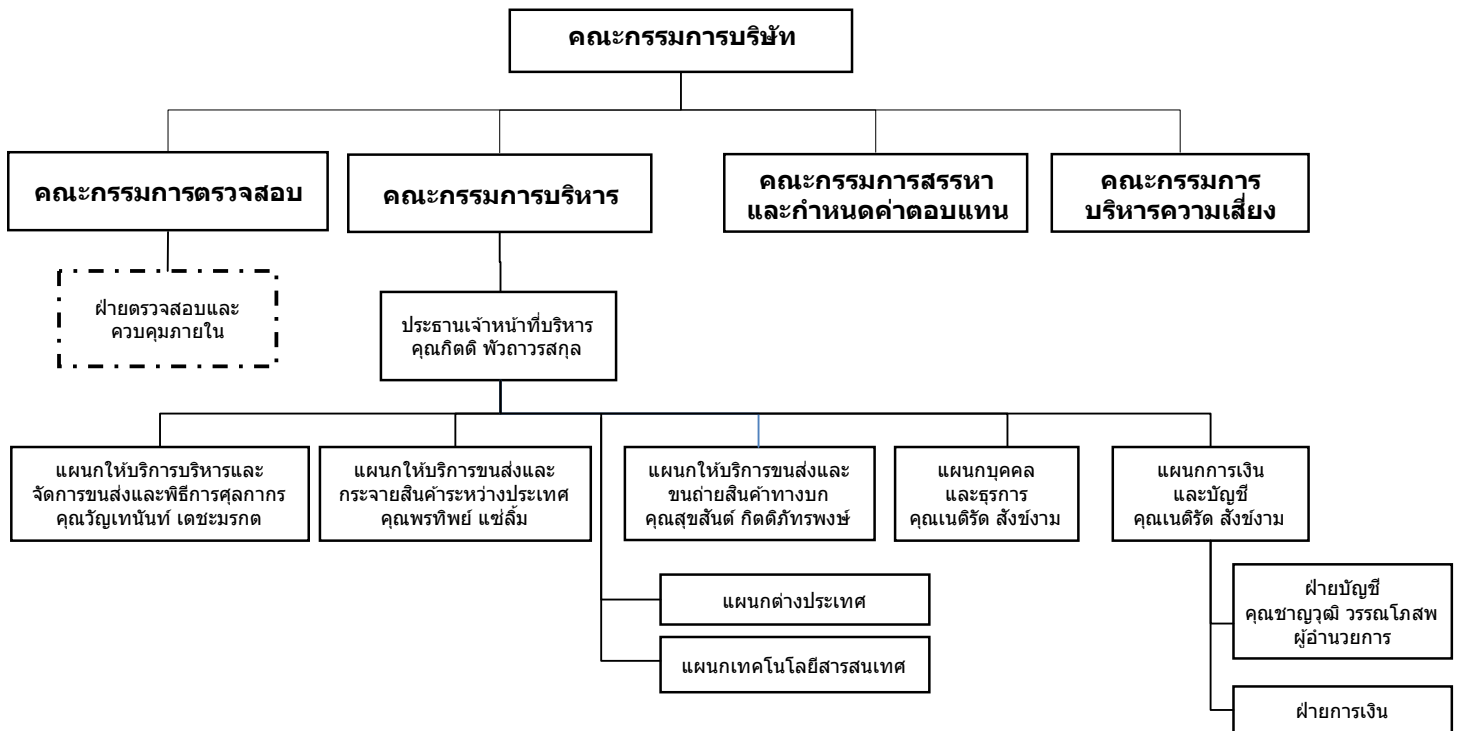 คณะกรรมการบริษัท
คณะกรรมการตรวจสอบ
คณะกรรมการบริหาร
คณะกรรมการสรรหา
และกำหนดค่าตอบแทน
คณะกรรมการ
บริหารความเสี่ยง
ฝ่ายตรวจสอบและ
ควบคุมภายใน
ประธานเจ้าหน้าที่บริหาร
คุณกิตติ พัวถาวรสกุล
แผนกให้บริการบริหารและ
จัดการขนส่งและพิธีการศุลกากร
คุณวัญเทนันท์ เตชะมรกต
แผนกให้บริการขนส่งและ
กระจายสินค้าระหว่างประเทศ
คุณพรทิพย์ แซ่ลิ้ม
แผนกให้บริการขนส่งและ
ขนถ่ายสินค้าทางบก
คุณสุขสันต์ กิตติภัทรพงษ์
แผนกบุคคล
และธุรการ
คุณเนติรัด สังข์งาม
แผนกการเงิน
และบัญชี
คุณเนติรัด สังข์งาม
แผนกต่างประเทศ
แผนกเทคโนโลยีสารสนเทศ
ฝ่ายบัญชี
คุณชาญวุฒิ วรรณโภสพ
ผู้อำนวยการ
ฝ่ายการเงิน